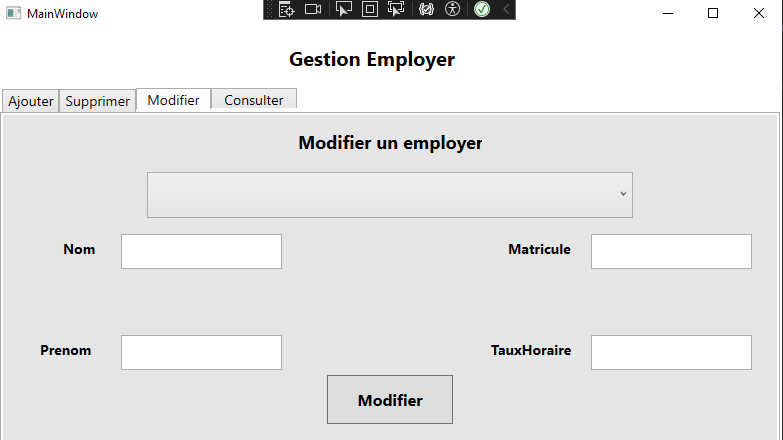 MainWindow
Gestion Employer
Ajouter Supprimer Modifier Consulter
Modifier un employer
Nom Matricule
Prenom TauxHoraire
Modifier